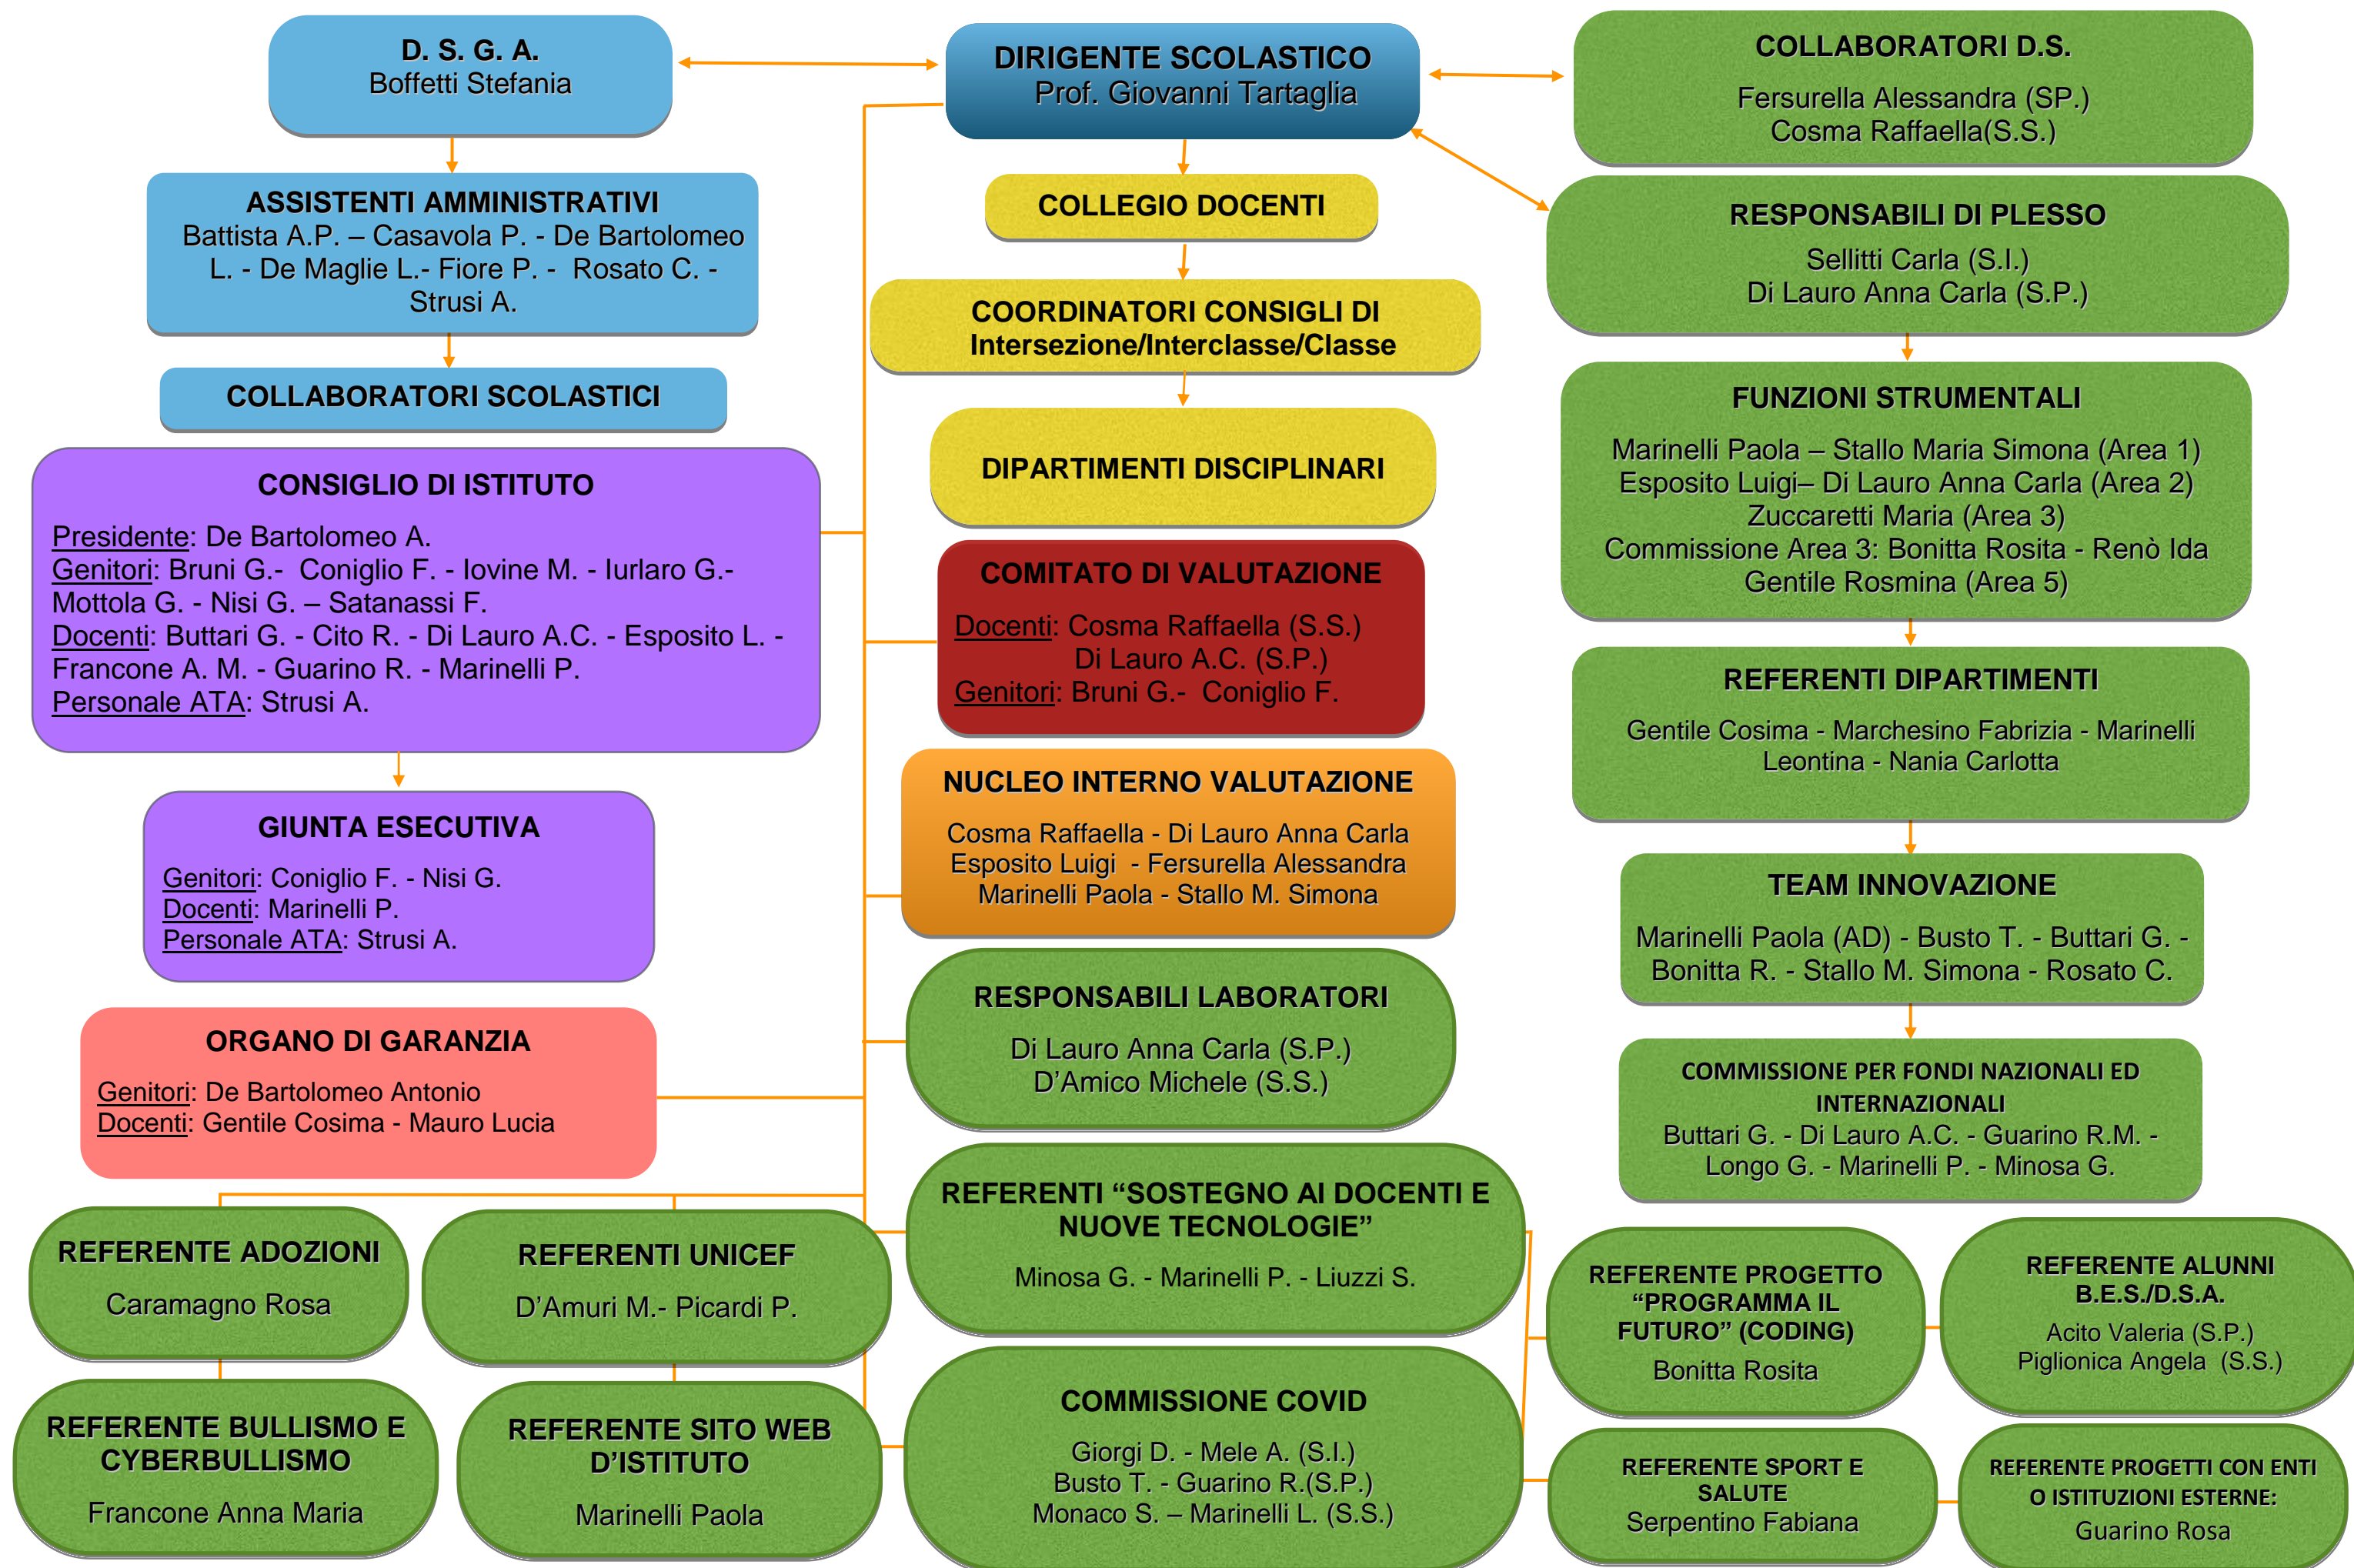 D. S. G. A.
Boffetti Stefania
DIRIGENTE SCOLASTICO
Prof. Giovanni Tartaglia
COLLABORATORI D.S.
Fersurella Alessandra (SP.)
Cosma Raffaella(S.S.)
ASSISTENTI AMMINISTRATIVI
Battista A.P. – Casavola P. - De Bartolomeo
L. - De Maglie L.- Fiore P. - Rosato C. -
Strusi A.
COLLEGIO DOCENTI
RESPONSABILI DI PLESSO
Sellitti Carla (S.I.)
Di Lauro Anna Carla (S.P.)
COLLABORATORI SCOLASTICI
COORDINATORI CONSIGLI DI
Intersezione/Interclasse/Classe
FUNZIONI STRUMENTALI
Marinelli Paola – Stallo Maria Simona (Area 1)
Esposito Luigi– Di Lauro Anna Carla (Area 2)
Zuccaretti Maria (Area 3)
Commissione Area 3: Bonitta Rosita - Renò Ida
Gentile Rosmina (Area 5)
DIPARTIMENTI DISCIPLINARI
CONSIGLIO DI ISTITUTO
Presidente: De Bartolomeo A.
Genitori: Bruni G.- Coniglio F. - Iovine M. - Iurlaro G.-
Mottola G. - Nisi G. – Satanassi F.
Docenti: Buttari G. - Cito R. - Di Lauro A.C. - Esposito L. -
Francone A. M. - Guarino R. - Marinelli P.
Personale ATA: Strusi A.
COMITATO DI VALUTAZIONE
Docenti: Cosma Raffaella (S.S.)
Di Lauro A.C. (S.P.)
Genitori: Bruni G.- Coniglio F.
REFERENTI DIPARTIMENTI
Gentile Cosima - Marchesino Fabrizia - Marinelli
Leontina - Nania Carlotta
GIUNTA ESECUTIVA
Genitori: Coniglio F. - Nisi G.
Docenti: Marinelli P.
Personale ATA: Strusi A.
NUCLEO INTERNO VALUTAZIONE
Cosma Raffaella - Di Lauro Anna Carla
Esposito Luigi - Fersurella Alessandra
Marinelli Paola - Stallo M. Simona
TEAM INNOVAZIONE
Marinelli Paola (AD) - Busto T. - Buttari G. -
Bonitta R. - Stallo M. Simona - Rosato C.
ORGANO DI GARANZIA
Genitori: De Bartolomeo Antonio
Docenti: Gentile Cosima - Mauro Lucia
RESPONSABILI LABORATORI
Di Lauro Anna Carla (S.P.)
D’Amico Michele (S.S.)
COMMISSIONE PER FONDI NAZIONALI ED
INTERNAZIONALI
Buttari G. - Di Lauro A.C. - Guarino R.M. -
Longo G. - Marinelli P. - Minosa G.
REFERENTE ADOZIONI
Caramagno Rosa
REFERENTI UNICEF
D’Amuri M.- Picardi P.
REFERENTI “SOSTEGNO AI DOCENTI E
NUOVE TECNOLOGIE”
Minosa G. - Marinelli P. - Liuzzi S.
REFERENTE PROGETTO
“PROGRAMMA IL
FUTURO” (CODING)
Bonitta Rosita
REFERENTE ALUNNI
B.E.S./D.S.A.
Acito Valeria (S.P.)
Piglionica Angela (S.S.)
REFERENTE BULLISMO E
CYBERBULLISMO
Francone Anna Maria
REFERENTE SITO WEB
D’ISTITUTO
Marinelli Paola
COMMISSIONE COVID
Giorgi D. - Mele A. (S.I.)
Busto T. - Guarino R.(S.P.)
Monaco S. – Marinelli L. (S.S.)
REFERENTE SPORT E
SALUTE
Serpentino Fabiana
REFERENTE PROGETTI CON ENTI
O ISTITUZIONI ESTERNE:
Guarino Rosa